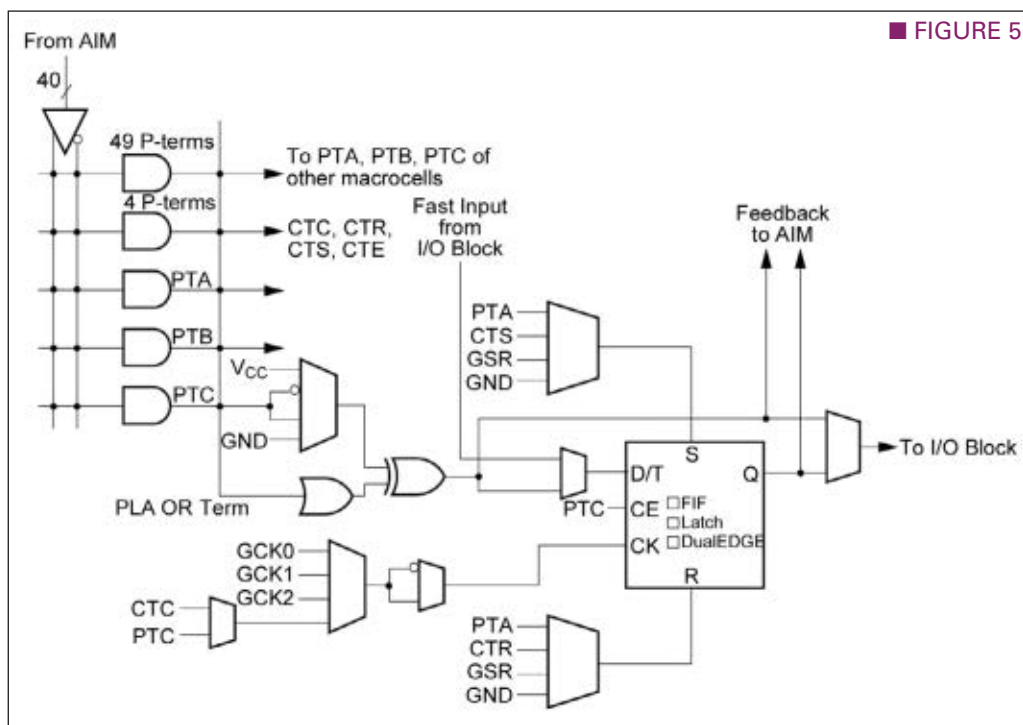 ■ FIGURE 5
From AIM
40
49 P-terms
To PTA, PTB, PTC of
other macrocells
4 P-terms
CTC, CTR,
CTS, CTE
Fast Input
from
I/O Block
Feedback
to AIM
PTA
PTB
PTC
VCC
GND
PLA OR Term
PTA
CTS
GSR
GND
S
D/T
Q
PTC
CE
FIF
Latch
CK
DualEDGE
R
To I/O Block
GCK0
GCK1
GCK2
CTC
PTC
PTA
CTR
GSR
GND